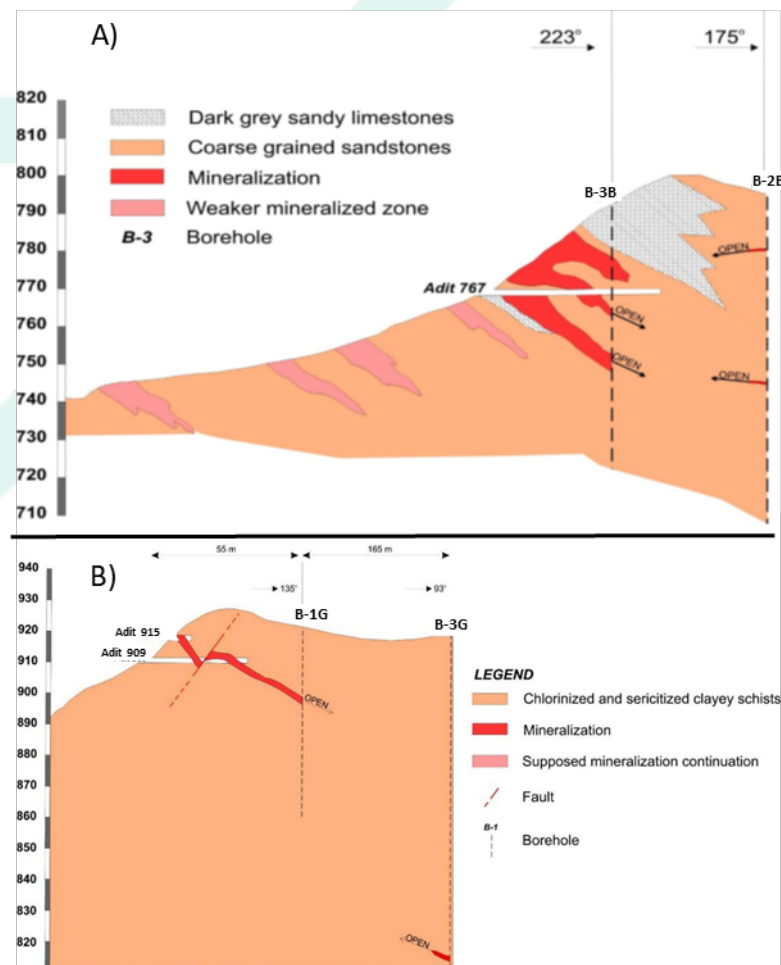 A)
223°
175°
820
810
800
790
780
770
760
750
740
730
720
710
Dark grey sandy limestones
Coarse grained sandstones
Mineralization
Weaker mineralized zone
B-3 Borehole
B-3B
B-2B
Adit 767
OPEN
OPEN
OPEN
OPEN
B)
55 m
165 m
135°
93°
940
930
920
910
900
890
880
870
860
850
840
830
820
B-1G
B-3G
Adit 915
Adit 909
OPEN
OPEN
LEGEND
Chlorinized and sericitized clayey schists
Mineralization
Supposed mineralization continuation
Fault
B-1
Borehole